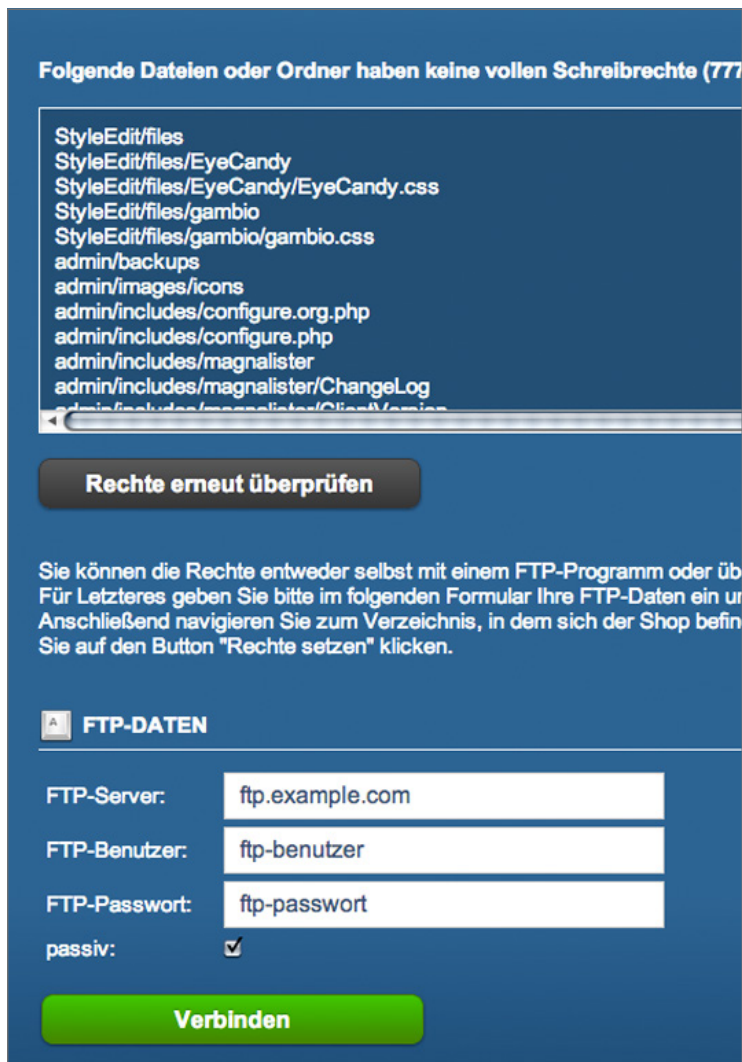 Folgende Dateien oder Ordner haben keine vollen Schreibrechte (777
StyleEdit/files
StyleEdit/files/EyeCandy
StyleEdit/files/EyeCandy/EyeCandy.css
StyleEdit/files/gambio
StyleEdit/files/gambio/gambio.css
admin/backups
admin/images/icons
admin/includes/configure.org.php
admin/includes/configure.php
admin/includes/magnalister
admin/includes/magnalister/ChangeLog
admin/includes/magnalister/ClientVersion
Rechte erneut überprüfen
Sie können die Rechte entweder selbst mit einem FTP-Programm oder üb
Für Letzteres geben Sie bitte im folgenden Formular Ihre FTP-Daten ein un
Anschließend navigieren Sie zum Verzeichnis, in dem sich der Shop befin
Sie auf den Button "Rechte setzen" klicken.
A
FTP-DATEN
FTP-Server: ftp.example.com
FTP-Benutzer: ftp-benutzer
FTP-Passwort: ftp-passwort
passiv:
Verbinden